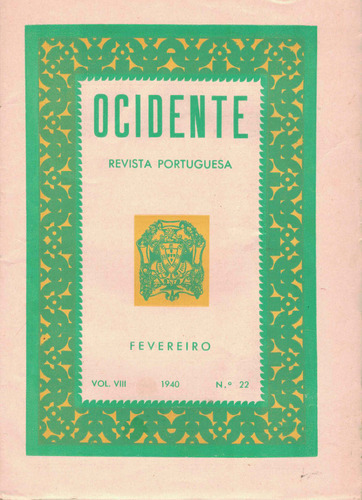 OCIDENTE
REVISTA PORTUGUESA
FEVEREIRO
VOL. VIII 1940 N.º 22